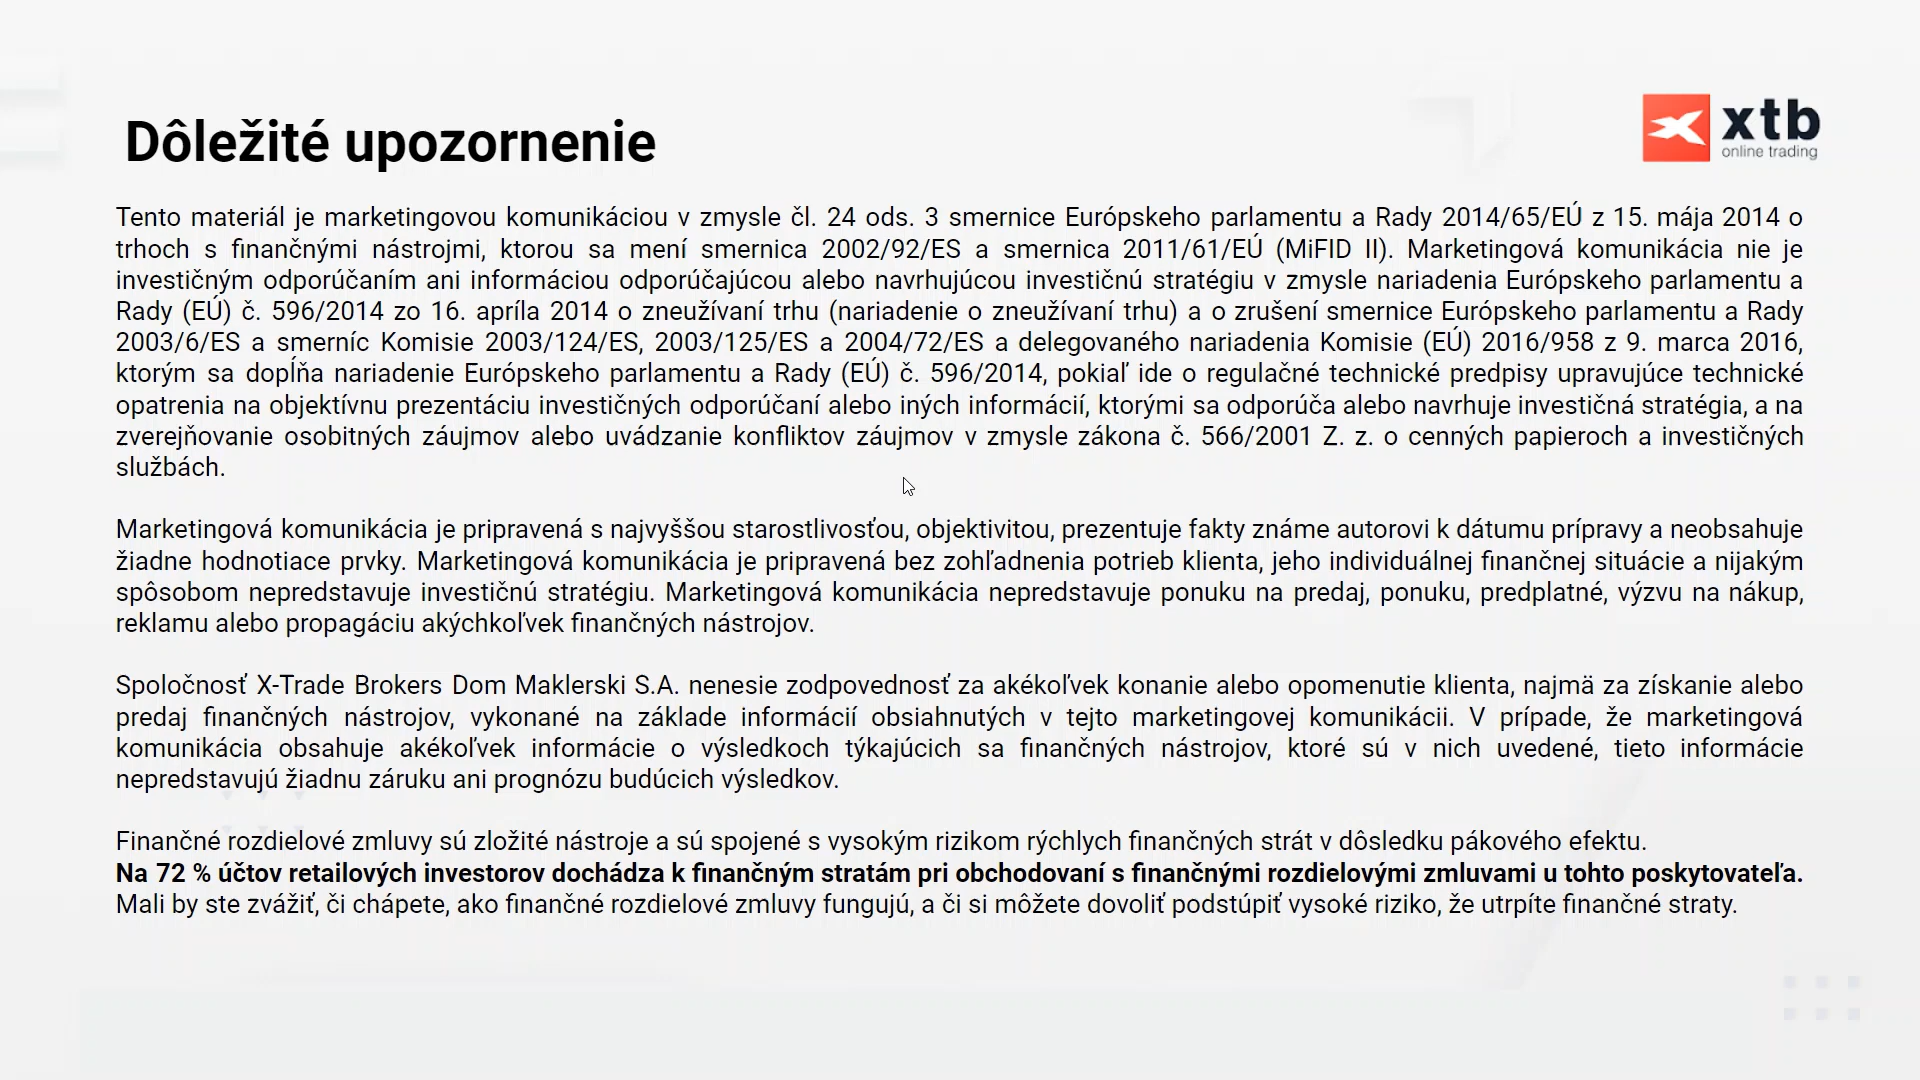 Dôležité upozornenie
xtb
online trading
Tento materiál je marketingovou komunikáciou v zmysle čl. 24 ods. 3 smernice Európskeho parlamentu a Rady 2014/65/EÚ z 15. mája 2014 o
trhoch s finančnými nástrojmi, ktorou sa mení smernica 2002/92/ES a smernica 2011/61/EÚ (MiFID II). Marketingová komunikácia nie je
investičným odporúčaním ani informáciou odporúčajúcou alebo navrhujúcou investičnú stratégiu v zmysle nariadenia Európskeho parlamentu a
Rady (EÚ) č. 596/2014 zo 16. apríla 2014 o zneužívaní trhu (nariadenie o zneužívaní trhu) a o zrušení smernice Európskeho parlamentu a Rady
2003/6/ES a smerníc Komisie 2003/124/ES, 2003/125/ES a 2004/72/ES a delegovaného nariadenia Komisie (EÚ) 2016/958 z 9. marca 2016,
ktorým sa dopĺňa nariadenie Európskeho parlamentu a Rady (EÚ) č. 596/2014, pokiaľ ide o regulačné technické predpisy upravujúce technické
opatrenia na objektívnu prezentáciu investičných odporúčaní alebo iných informácií, ktorými sa odporúča alebo navrhuje investičná stratégia, a na
zverejňovanie osobitných záujmov alebo uvádzanie konfliktov záujmov v zmysle zákona č. 566/2001 Z. z. o cenných papieroch a investičných
službách.
Marketingová komunikácia je pripravená s najvyššou starostlivosťou, objektivitou, prezentuje fakty známe autorovi k dátumu prípravy a neobsahuje
žiadne hodnotiace prvky. Marketingová komunikácia je pripravená bez zohľadnenia potrieb klienta, jeho individuálnej finančnej situácie a nijakým
spôsobom nepredstavuje investičnú stratégiu. Marketingová komunikácia nepredstavuje ponuku na predaj, ponuku, predplatné, výzvu na nákup,
reklamu alebo propagáciu akýchkoľvek finančných nástrojov.
Spoločnosť X-Trade Brokers Dom Maklerski S.A. nenesie zodpovednosť za akékoľvek konanie alebo opomenutie klienta, najmä za získanie alebo
predaj finančných nástrojov, vykonané na základe informácií obsiahnutých v tejto marketingovej komunikácii. V prípade, že marketingová
komunikácia obsahuje akékoľvek informácie o výsledkoch týkajúcich sa finančných nástrojov, ktoré sú v nich uvedené, tieto informácie
nepredstavujú žiadnu záruku ani prognózu budúcich výsledkov.
Finančné rozdielové zmluvy sú zložité nástroje a sú spojené s vysokým rizikom rýchlych finančných strát v dôsledku pákového efektu.
Na 72 % účtov retailových investorov dochádza k finančným stratám pri obchodovaní s finančnými rozdielovými zmluvami u tohto poskytovateľa.
Mali by ste zvážiť, či chápete, ako finančné rozdielové zmluvy fungujú, a či si môžete dovoliť podstúpiť vysoké riziko, že utrpíte finančné straty.